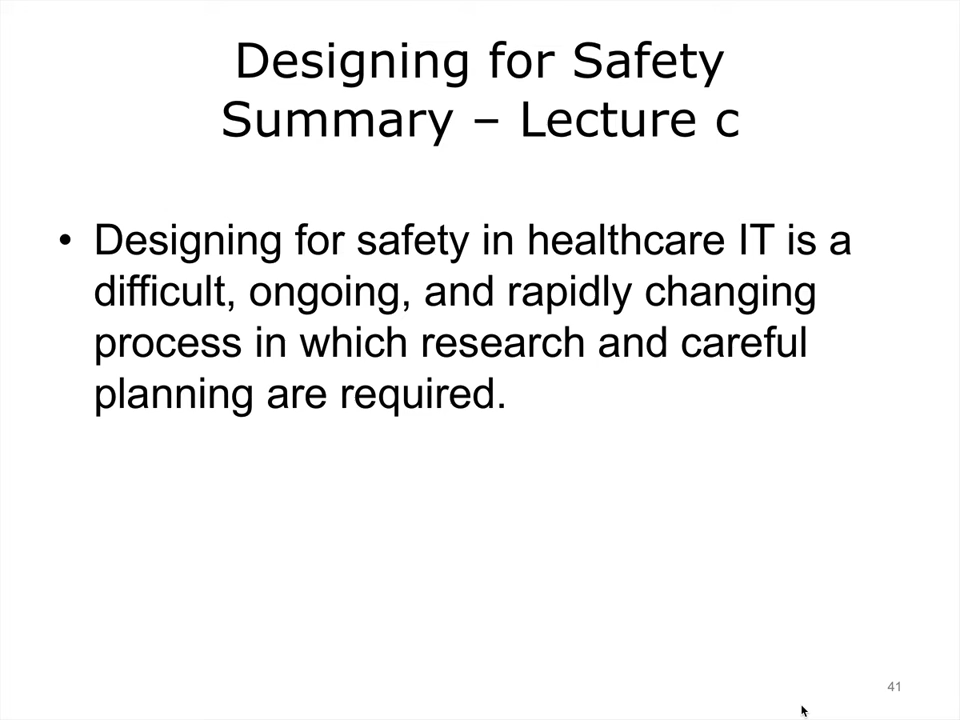 Designing for Safety
Summary – Lecture c
• Designing for safety in healthcare IT is a
difficult, ongoing, and rapidly changing
process in which research and careful
planning are required.
41